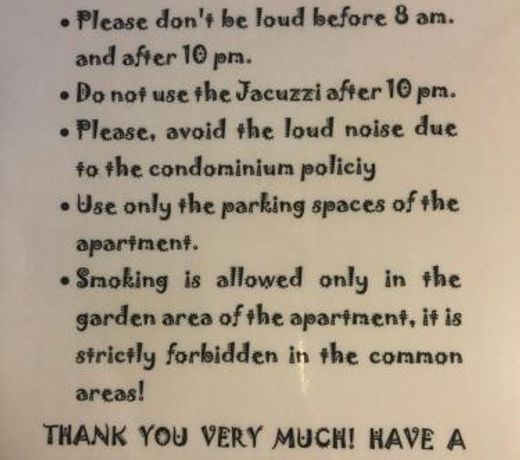 • Please don't be loud before 8 am.
and after 10 pm.
• Do not use the Jacuzzi after 10 pm.
• Please, avoid the loud noise due
to the condominium policiy
• Use only the parking spaces of the
apartment.
• Smoking is allowed only in the
garden area of the apartment, it is
strictly forbidden in the common
areas!
THANK YOU VERY MUCH! HAVE A